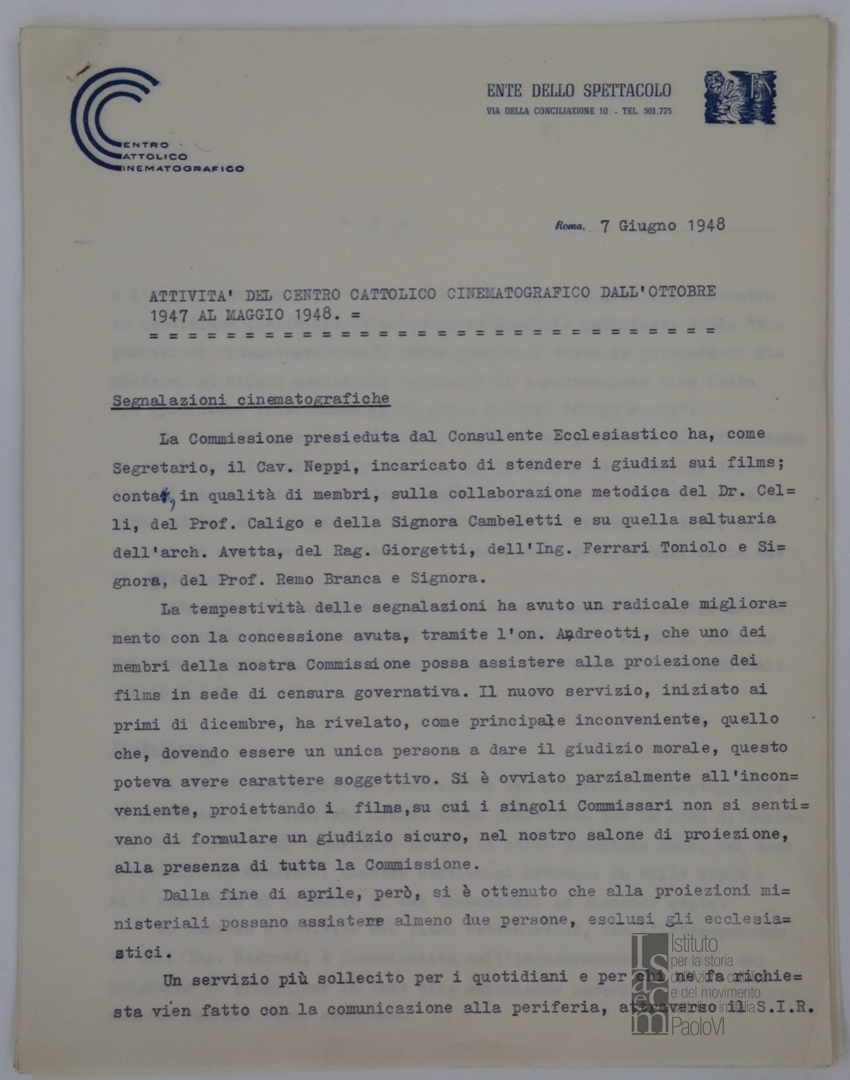 CENTRO
CATTOLICO
CINEMATOGRAFICO
ENTE DELLO SPETTACOLO
VIA DELLA CONCILIAZIONE 10 - TEL. 561.775
Roma, 7 Giugno 1948
ATTIVITA' DEL CENTRO CATTOLICO CINEMATOGRAFICO DALL'OTTOBRE
1947 AL MAGGIO 1948. =
= = = = = = = = = = = = = = = = = = = = = = = = = = = = = =
Segnalazioni cinematografiche
La Commissione presieduta dal Consulente Ecclesiastico ha, come
Segretario, il Cav. Neppi, incaricato di stendere i giudizi sui films;
conta, in qualità di membri, sulla collaborazione metodica del Dr. Cel=
li, del Prof. Caligo e della Signora Cambeletti e su quella saltuaria
dell'arch. Avetta, del Rag. Giorgetti, dell'Ing. Ferrari Toniolo e Si=
gnora, del Prof. Remo Branca e Signora.
La tempestività delle segnalazioni ha avuto un radicale migliora=
mento con la concessione avuta, tramite l'on. Andreotti, che uno dei
membri della nostra Commissione possa assistere alla proiezione dei
films in sede di censura governativa. Il nuovo servizio, iniziato ai
primi di dicembre, ha rivelato, come principale inconveniente, quello
che, dovendo essere un unica persona a dare il giudizio morale, questo
poteva avere carattere soggettivo. Si è ovviato parzialmente all'incon=
veniente, proiettando i films, su cui i singoli Commissari non si senti=
vano di formulare un giudizio sicuro, nel nostro salone di proiezione,
alla presenza di tutta la Commissione.
Dalla fine di aprile, però, si è ottenuto che alla proiezioni mi=
nisteriali possano assistere almeno due persone, esclusi gli ecclesia=
stici.
Un servizio più sollecito per i quotidiani e per chi ne fa richie=
sta vien fatto con la comunicazione alla periferia, attraverso il S.I.R.
Isacem
Istituto
per la storia
dell'Azione cattolica
e del movimento
cattolico in Italia
PaoloVI